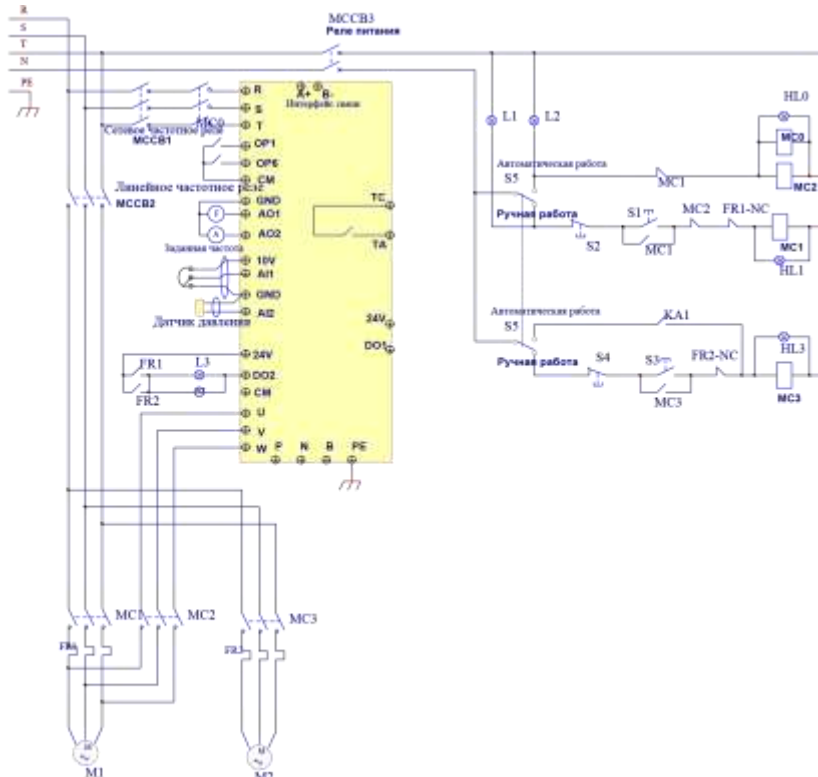 R
S
T
N
PE
MCCB3
Реле питания
R
S
T
A+
B-
Интерфейс связи
MC0
Сетевое частотное реле
MCCB1
OP1
OP6
CM
Линейное частотное реле
MCCB2
GND
AO1
AO2
F
A
Заданная частота
10V
AI1
GND
AI2
Датчик давления
TC
TA
24V
DO1
24V
FR1
L3
DO2
FR2
CM
U
V
W
P
N
B
PE
L1
L2
HL0
MC0
MC2
Автоматическая работа
S5
MC1
Ручная работа
S1
MC2
FR1-NC
S2
MC1
MC1
HL1
Автоматическая работа
S5
KA1
HL3
Ручная работа
S4
S3
FR2-NC
MC3
MC3
MC1
MC2
MC3
M1
M2